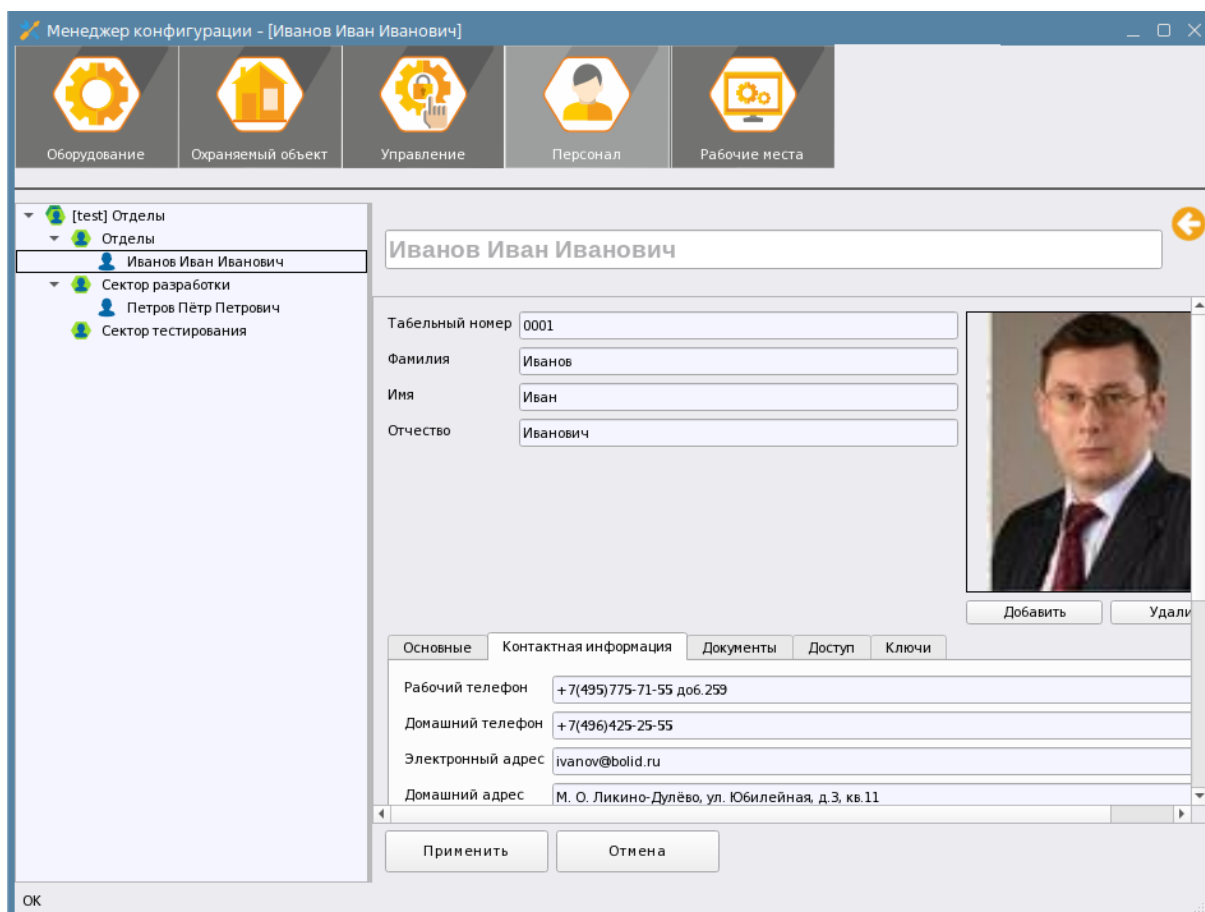 Менеджер конфигурации - [Иванов Иван Иванович]
Оборудование
Охраняемый объект
Управление
Персонал
Рабочие места
[test] Отделы
Отделы
Иванов Иван Иванович
Сектор разработки
Петров Пётр Петрович
Сектор тестирования
Иванов Иван Иванович
Табельный номер 0001
Фамилия Иванов
Имя Иван
Отчество Иванович
Добавить Удали
Основные Контактная информация Документы Доступ Ключи
Рабочий телефон +7(495)775-71-55 доб.259
Домашний телефон +7(496)425-25-55
Электронный адрес ivanov@bolid.ru
Домашний адрес М. О. Ликино-Дулёво, ул. Юбилейная, д.3, кв.11
Применить Отмена
OK